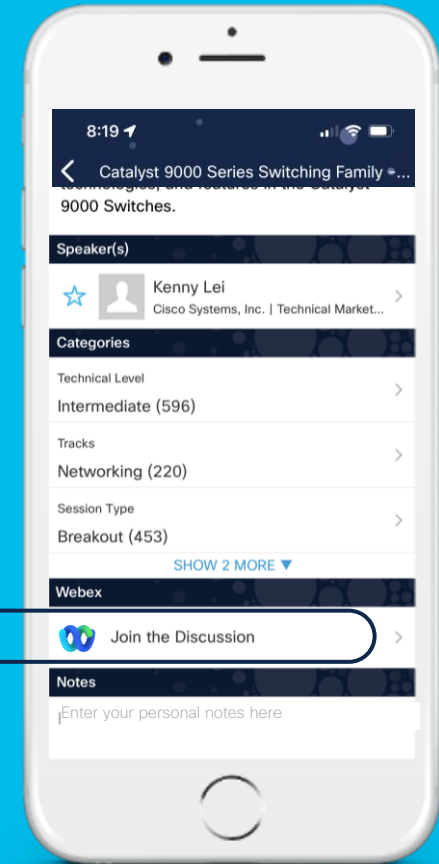 8:19
Catalyst 9000 Series Switching Family -...
technologies, and features in the Catalyst
9000 Switches.
Speaker(s)
Kenny Lei
Cisco Systems, Inc. | Technical Market...
Categories
Technical Level
Intermediate (596)
Tracks
Networking (220)
Session Type
Breakout (453)
SHOW 2 MORE ▼
Webex
Join the Discussion
Notes
Enter your personal notes here